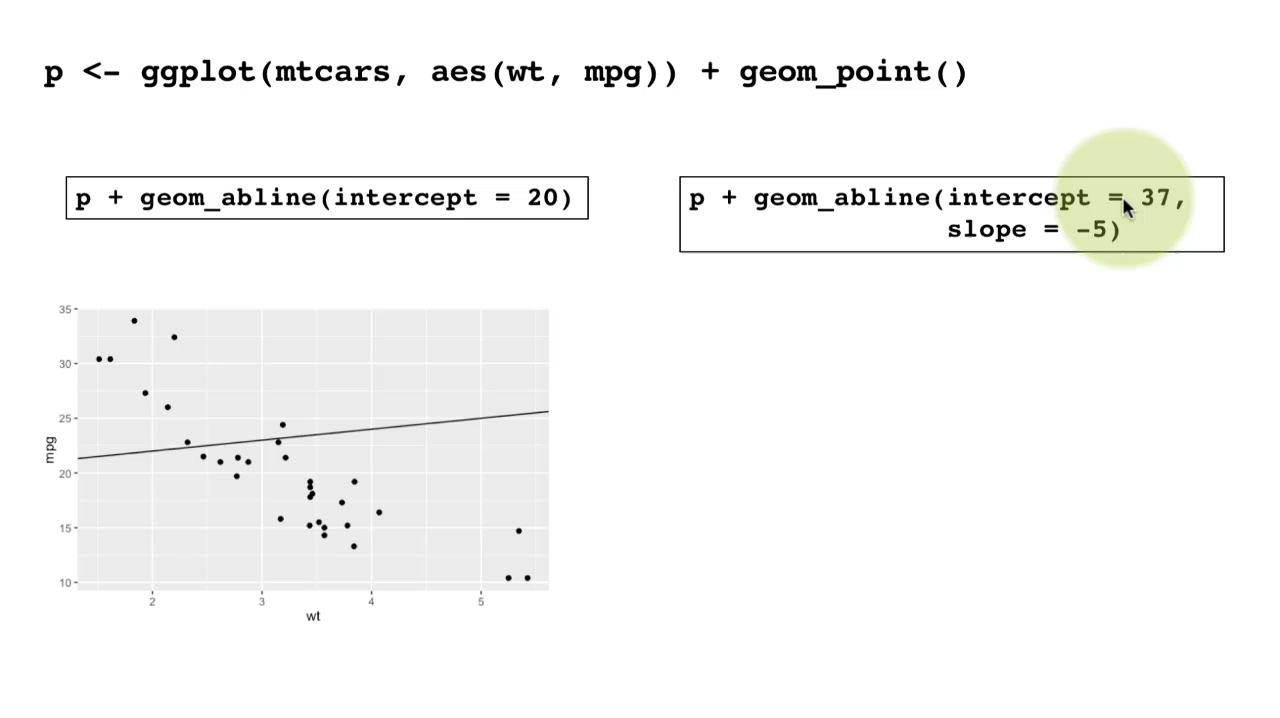 p <- ggplot(mtcars, aes(wt, mpg)) + geom_point()
p + geom_abline(intercept = 20)
p + geom_abline(intercept = 37,
slope = -5)
35
30
25
20
15
10
mpg
2 3 4 5
wt